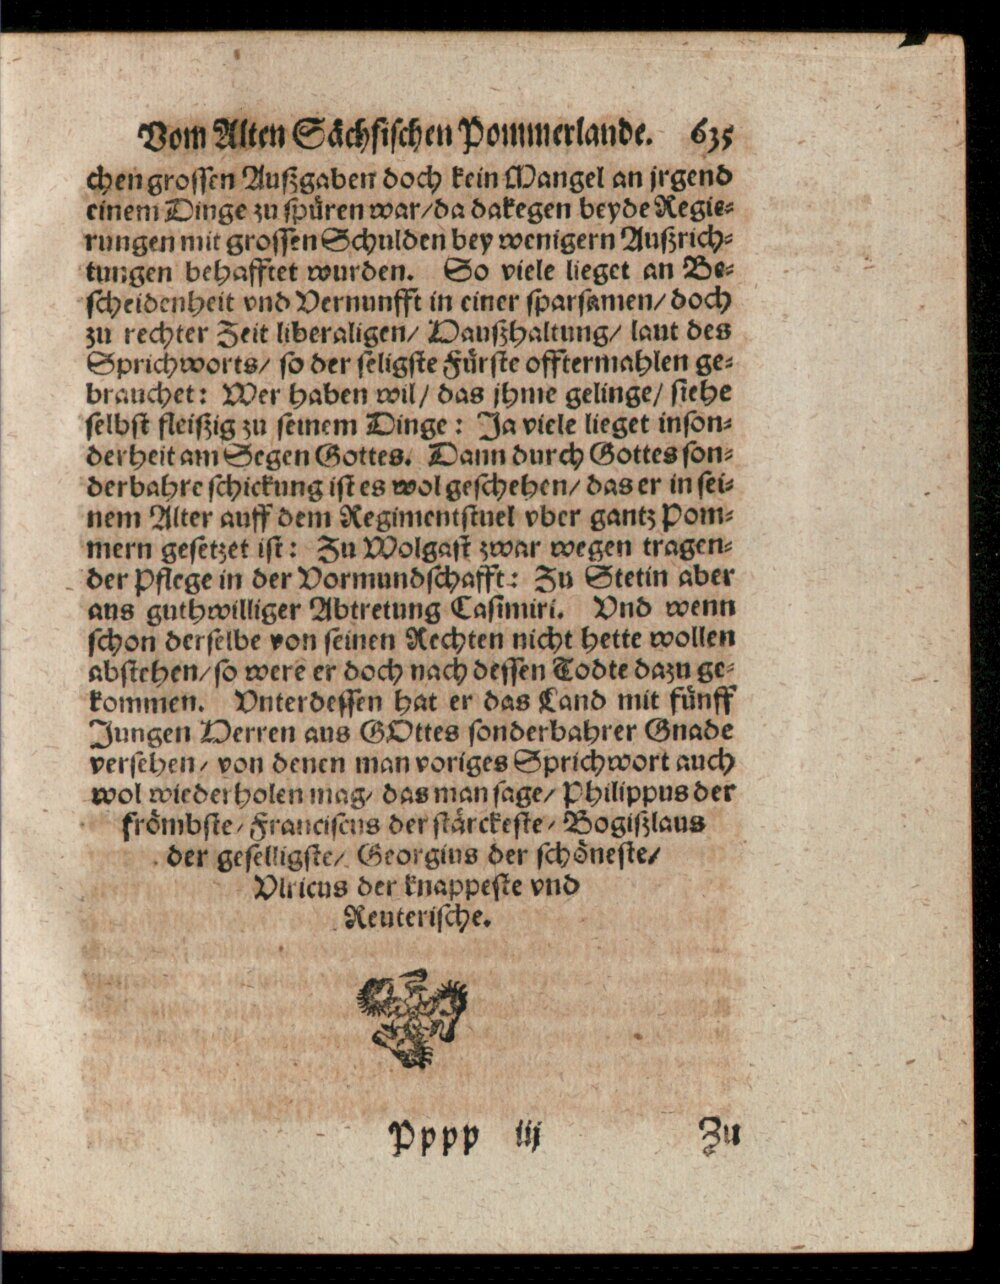 Vom Alten Sächsischen Pommerlande. 635
chen grossen Außgaben doch kein Mangel an jrgend
einem Dinge zu spüren war/ da dakegen beyde Regie⸗
rungen mit grossen Schulden bey wenigern Außrich⸗
tungen behafftet wurden. So viele lieget an Be⸗
scheidenheit vnd Vernunfft in einer sparsamen/ doch
zu rechter Zeit liberaligen/ Haußhaltung/ laut des
Sprichworts/ so der seligste Fürste offtermahlen ge⸗
brauchet: Wer haben wil/ das jhme gelinge/ siehe
selbst fleißig zu seinem Dinge: Ja viele lieget inson⸗
derheit am Segen Gottes. Dann durch Gottes son⸗
derbahre schickung ist es wol geschehen/ das er in sei⸗
nem Alter auff dem Regimentstuel vber gantz Pom⸗
mern gesetzet ist: Zu Wolgast zwar wegen tragen⸗
der Pflege in der Vormundschafft: Zu Stetin aber
aus guthwilliger Abtretung Casimiri. Vnd wenn
schon derselbe von seinen Rechten nicht hette wollen
abstehen/ so were er doch nach dessen Todte dazu ge⸗
kommen. Vnterdessen hat er das Land mit fünff
Jungen Herren aus GOttes sonderbahrer Gnade
versehen/ von denen man voriges Sprichwort auch
wol wiederholen mag/ das man sage/ Philippus der
frömbste/ Franciscus der stärckeste/ Bogißlaus
der geselligste/ Georgius der schöneste/
Vlricus der knappeste vnd
Reuterische.
Pppp iij Zu